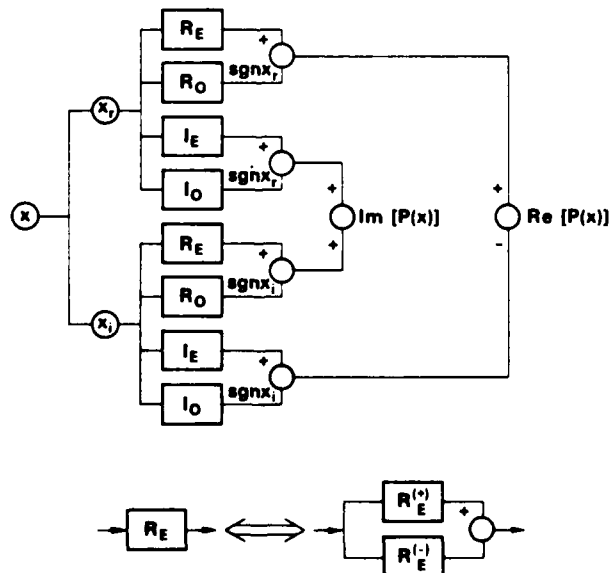 R_E
+
R_O
sgnx_r
x_r
I_E
+
I_O
sgnx_r
+
x
Im [P(x)]
+
Re [P(x)]
R_E
+
+
-
R_O
sgnx_i
x_i
I_E
+
I_O
sgnx_i
R_E
R_E^(+)
+
R_E^(-)